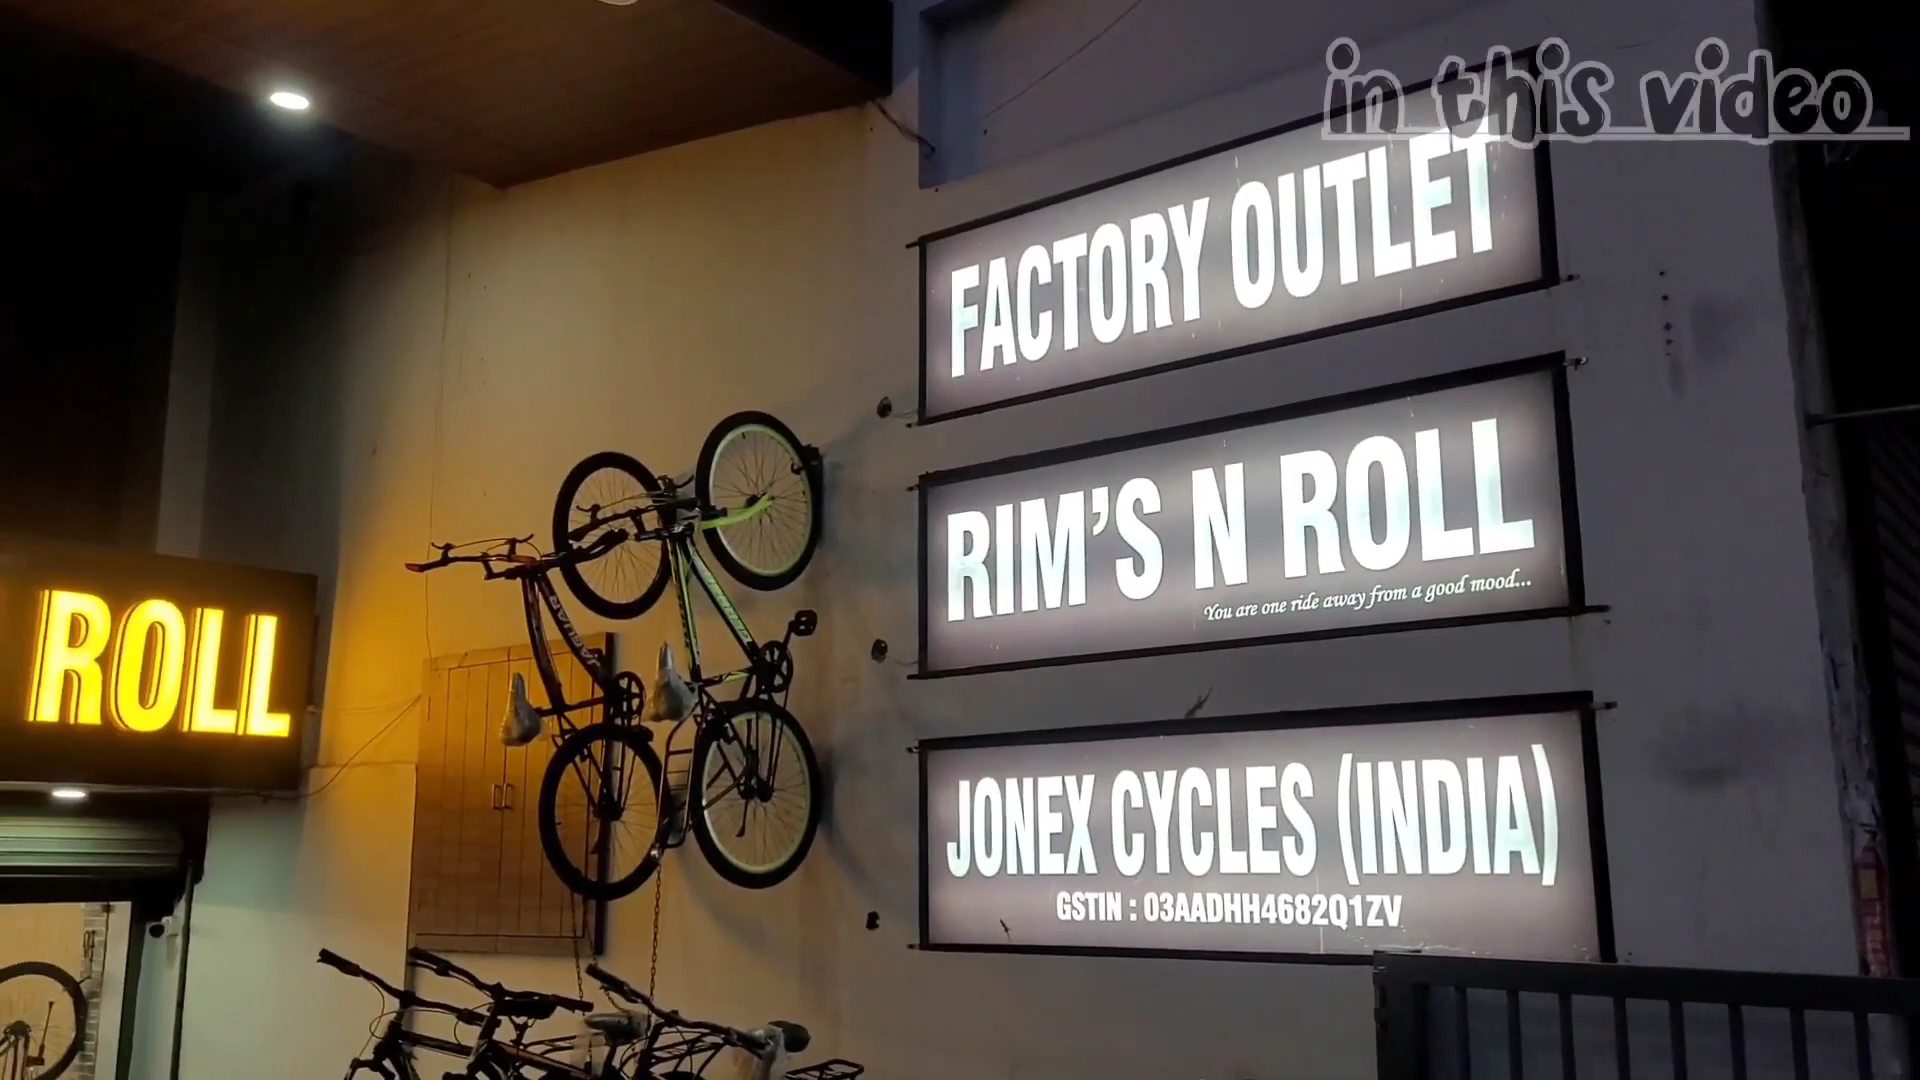 in this video
FACTORY OUTLET
RIM'S N ROLL
You are one ride away from a good mood...
JONEX CYCLES (INDIA)
GSTIN : 03AADHH4682Q1ZV
ROLL
JAGUAR